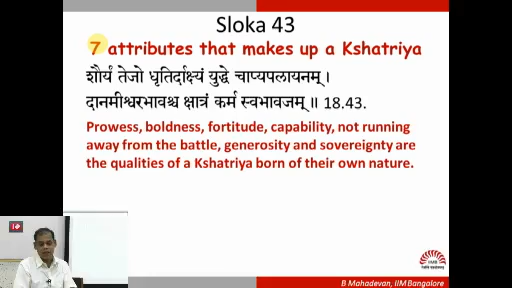 Sloka 43
7 attributes that makes up a Kshatriya
शौर्यं तेजो धृतिर्दाक्ष्यं युद्धे चाप्यपलायनम् ।
दानमीश्वरभावश्च क्षात्रं कर्म स्वभावजम् ॥ 18.43.
Prowess, boldness, fortitude, capability, not running
away from the battle, generosity and sovereignty are
the qualities of a Kshatriya born of their own nature.
B Mahadevan, IIM Bangalore